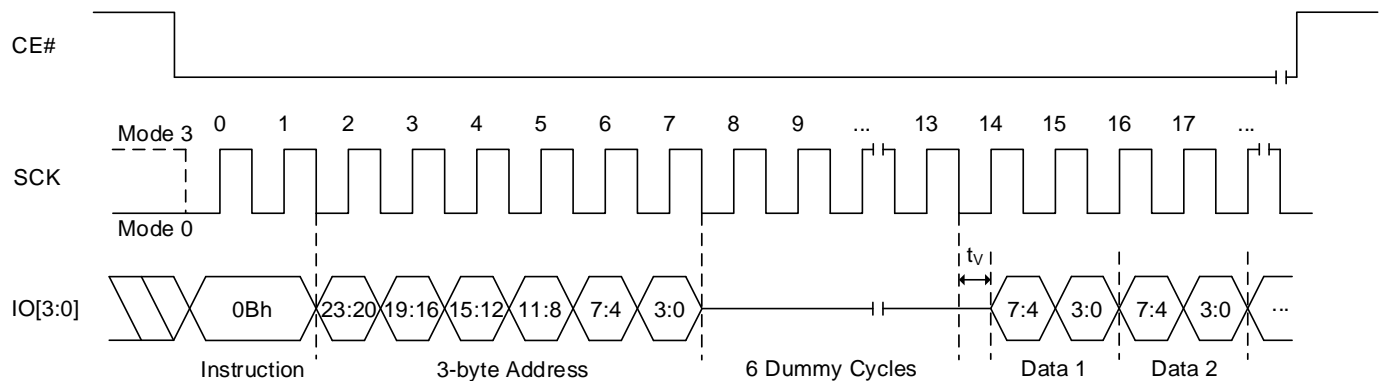 CE#
Mode 3
0 1 2 3 4 5 6 7 8 9 ... 13 14 15 16 17 ...
SCK
Mode 0
tV
IO[3:0]
0Bh 23:20 19:16 15:12 11:8 7:4 3:0 7:4 3:0 7:4 3:0 ...
Instruction 3-byte Address 6 Dummy Cycles Data 1 Data 2